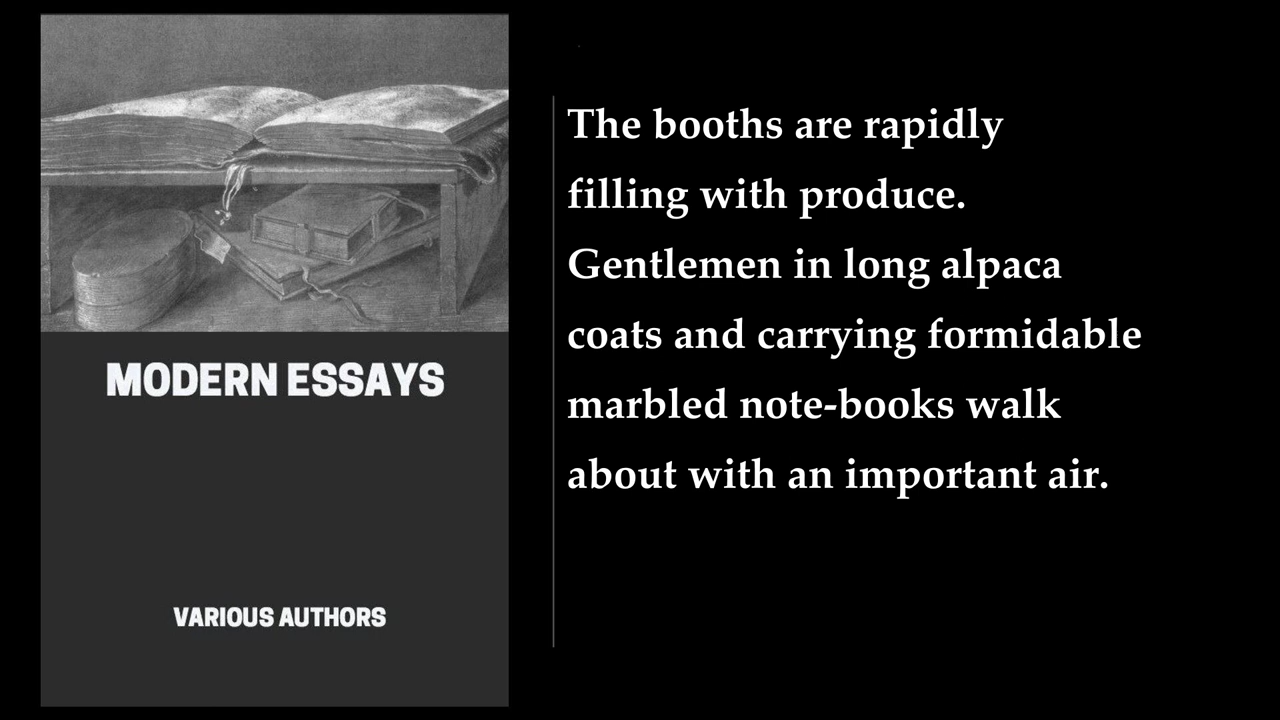 MODERN ESSAYS
VARIOUS AUTHORS
The booths are rapidly
filling with produce.
Gentlemen in long alpaca
coats and carrying formidable
marbled note-books walk
about with an important air.